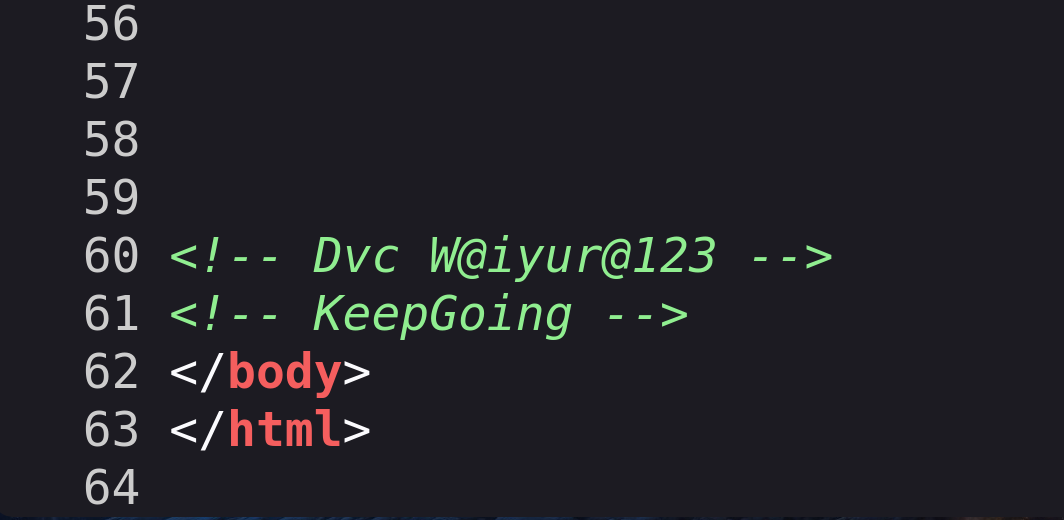 56
57
58
59
60 <!-- Dvc W@iyur@123 -->
61 <!-- KeepGoing -->
62 </body>
63 </html>
64